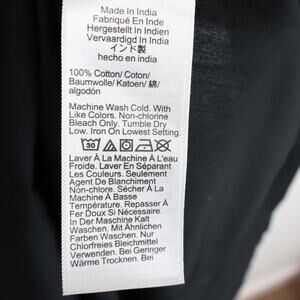 Made In India
Fabriqué En Inde
Hergestellt In Indien
Vervaardigd In India
インド製
hecho en india
100% Cotton/ Coton/
Baumwolle/ Katoen/ 綿/
algodón
Machine Wash Cold. With
Like Colors. Non-chlorine
Bleach Only. Tumble Dry
Low. Iron On Lowest Setting.
30
Laver À La Machine À L'eau
Froide. Laver En Séparant
Les Couleurs. Seulement
Agent De Blanchiment
Non-chlore. Sécher À La
Machine À Basse
Température. Repasser À
Fer Doux Si Nécessaire.
In Der Maschine Kalt
Waschen. Mit Ähnlichen
Farben Waschen. Nur
Chlorfreies Bleichmittel
Verwenden. Bei Geringer
Wärme Trocknen. Bei